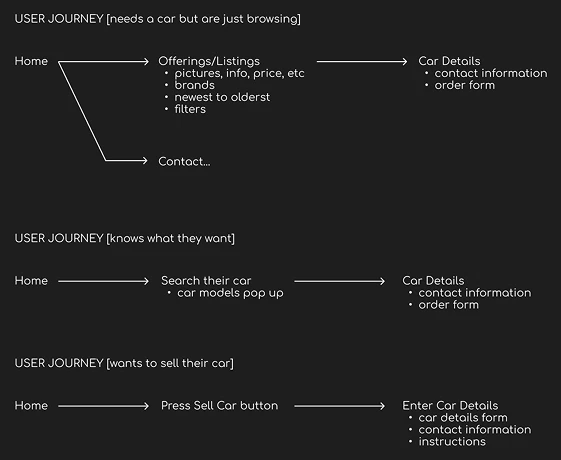 USER JOURNEY [needs a car but are just browsing]
Home
Offerings/Listings
• pictures, info, price, etc
• brands
• newest to olderst
• filters
Car Details
• contact information
• order form
Contact...
USER JOURNEY [knows what they want]
Home
Search their car
• car models pop up
Car Details
• contact information
• order form
USER JOURNEY [wants to sell their car]
Home
Press Sell Car button
Enter Car Details
• car details form
• contact information
• instructions